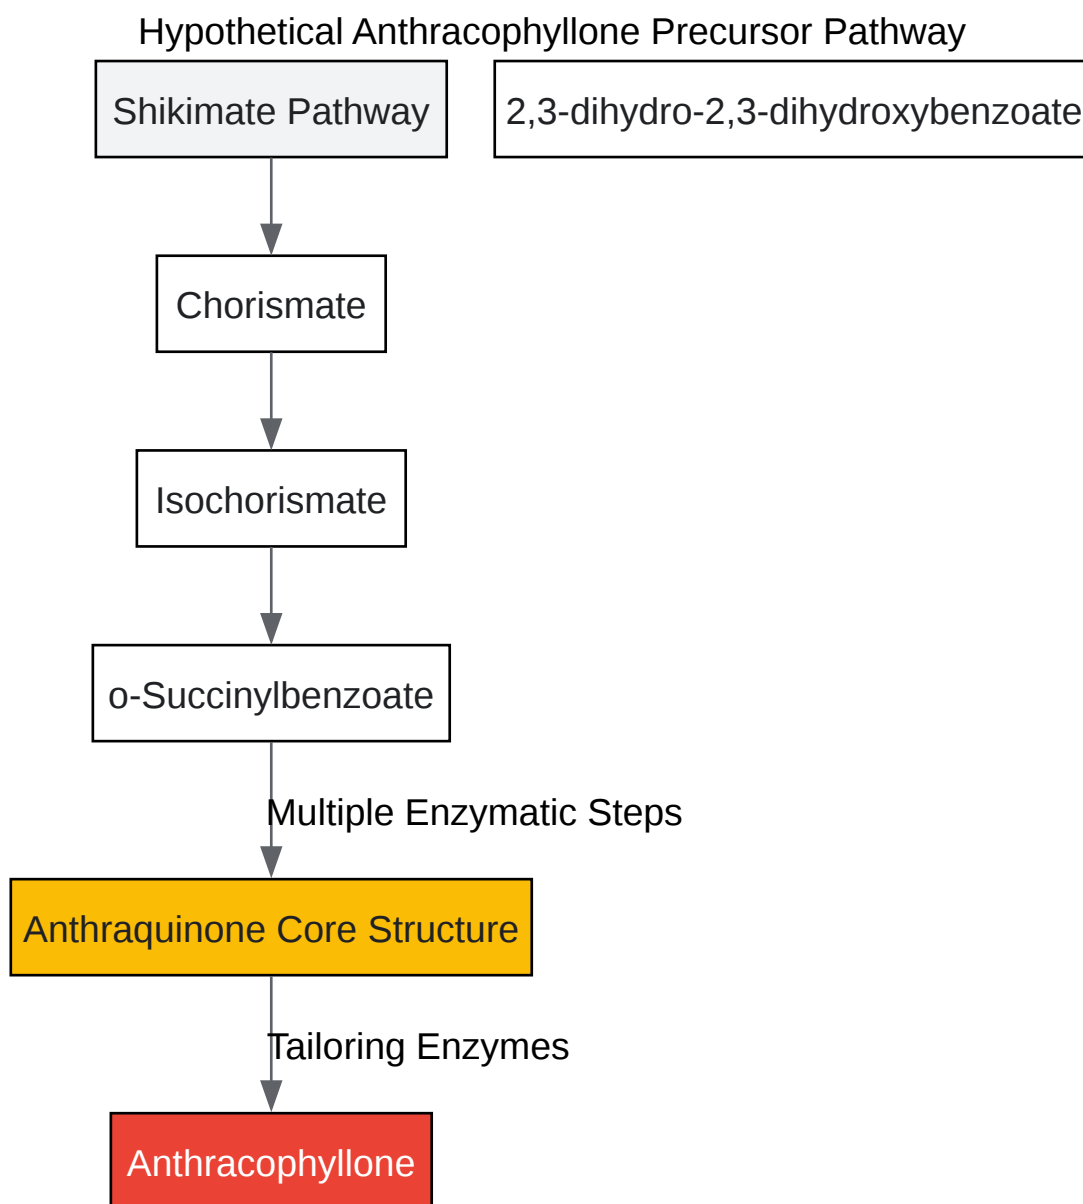 Hypothetical Anthracophyllone Precursor Pathway
Shikimate Pathway
2,3-dihydro-2,3-dihydroxybenzoate
Chorismate
Isochorismate
o-Succinylbenzoate
Multiple Enzymatic Steps
Anthraquinone Core Structure
Tailoring Enzymes
Anthracophyllone